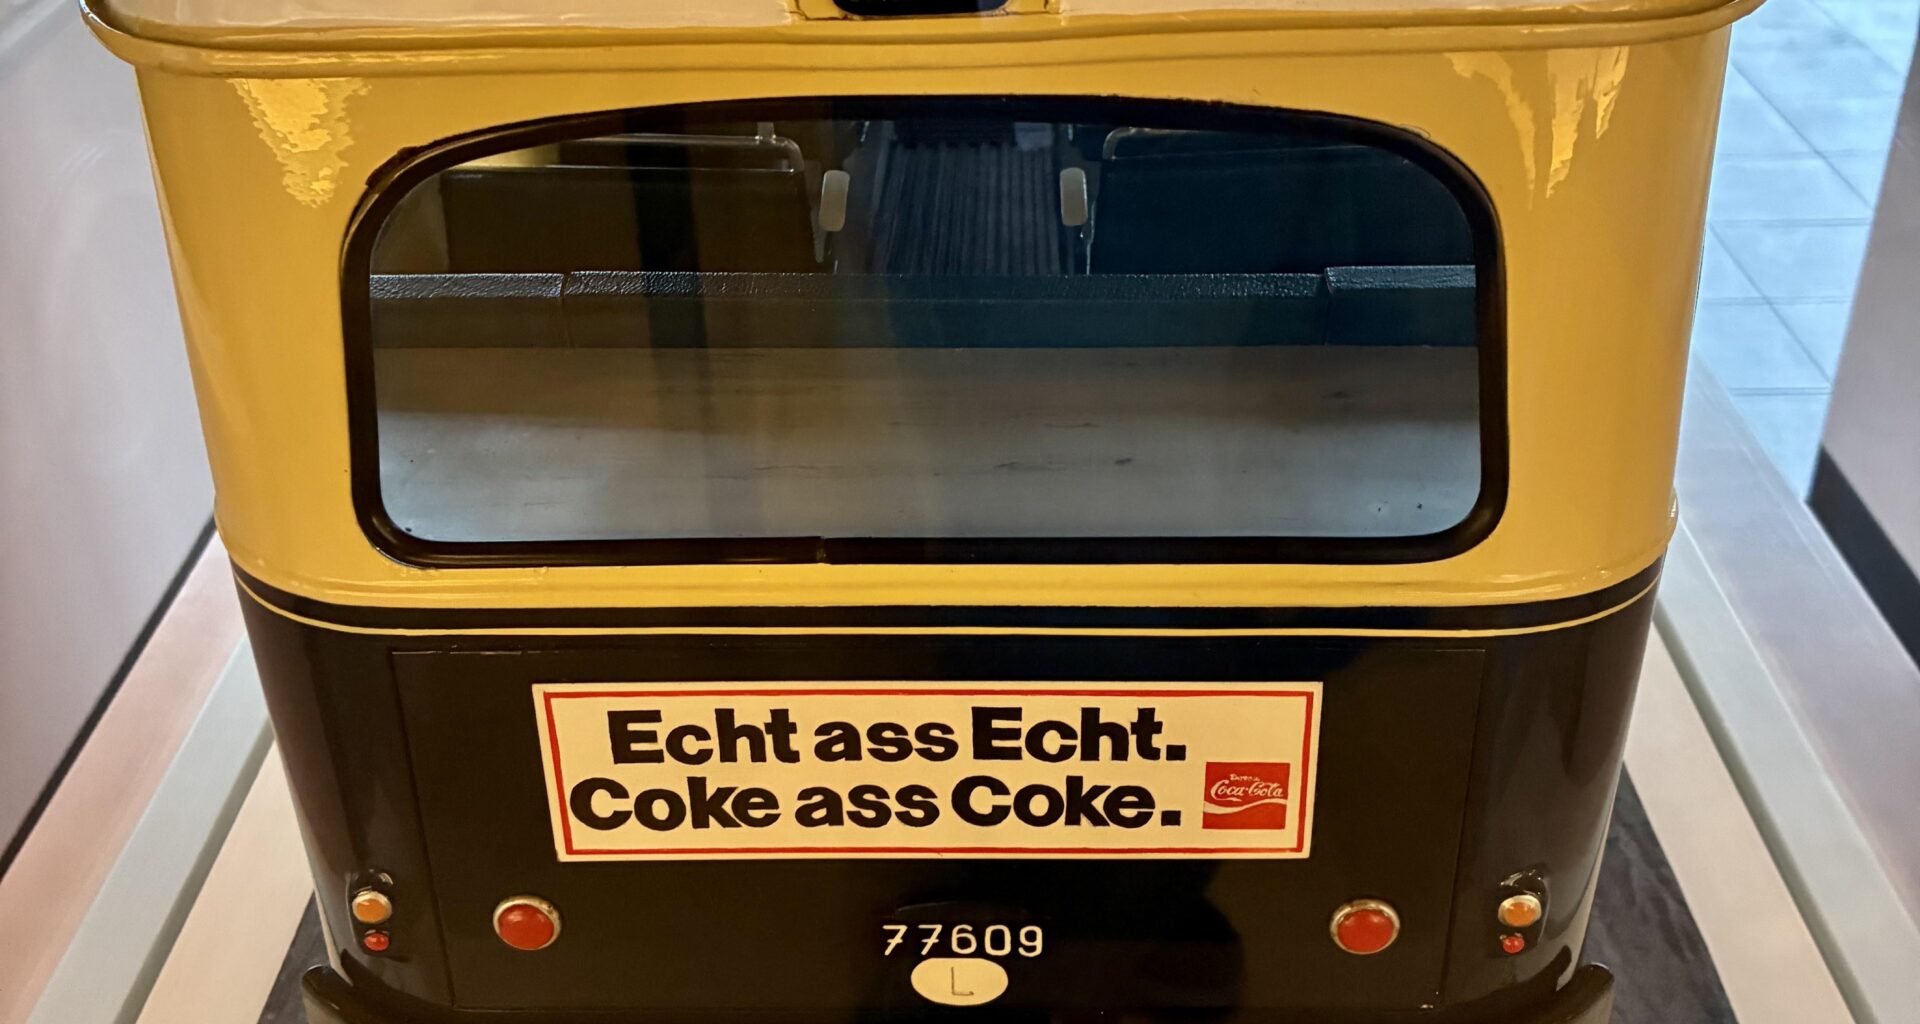 Echt ass Echt.
Coke ass Coke.
Coca-Cola
77609
L